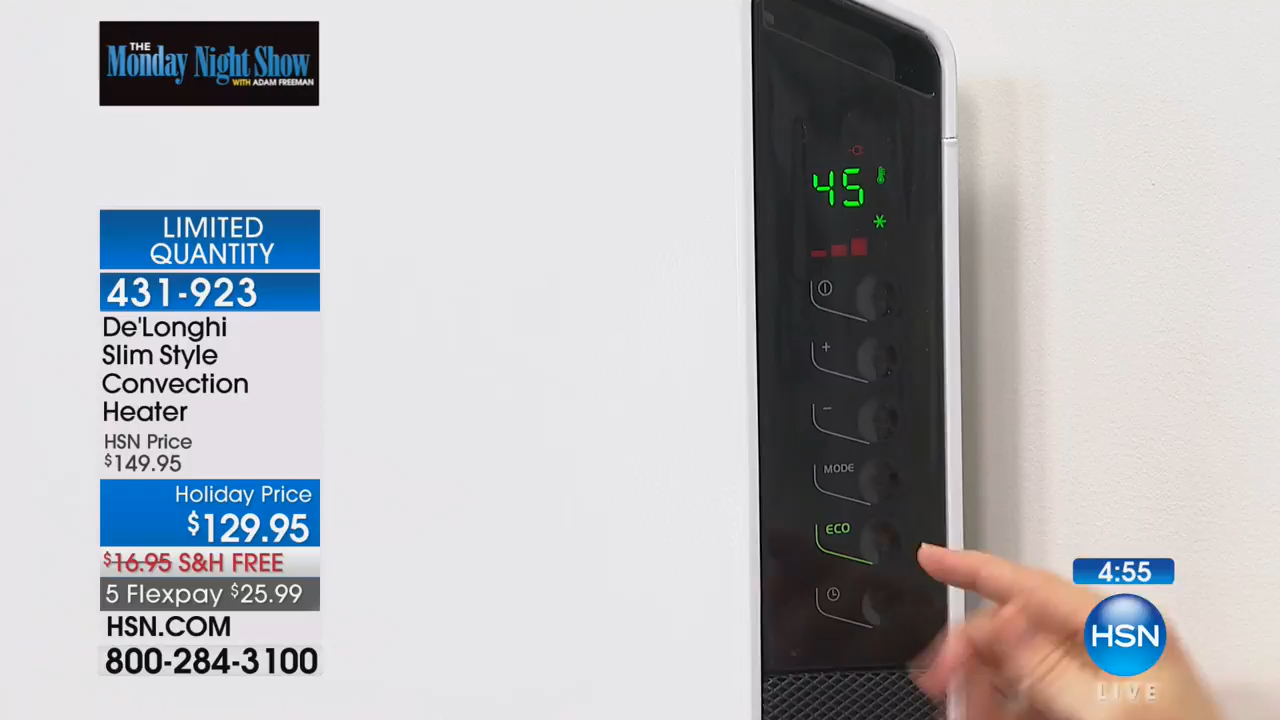 THE
Monday Night Show
WITH ADAM FREEMAN
LIMITED
QUANTITY
431-923
De'Longhi
Slim Style
Convection
Heater
HSN Price
$149.95
Holiday Price
$129.95
$16.95 S&H FREE
5 Flexpay $25.99
HSN.COM
800-284-3100
45
+
-
MODE
ECO
4:55
HSN
LIVE